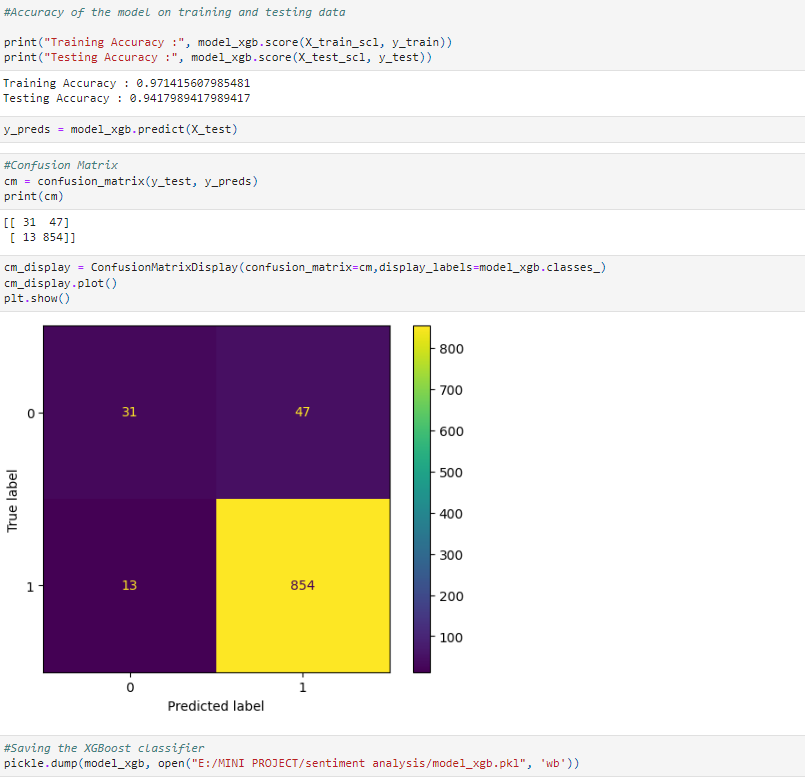 #Accuracy of the model on training and testing data
print("Training Accuracy :", model_xgb.score(X_train_scl, y_train))
print("Testing Accuracy :", model_xgb.score(X_test_scl, y_test))
Training Accuracy : 0.971415607985481
Testing Accuracy : 0.9417989417989417
y_preds = model_xgb.predict(X_test)
#Confusion Matrix
cm = confusion_matrix(y_test, y_preds)
print(cm)
[[ 31  47]
 [ 13 854]]
cm_display = ConfusionMatrixDisplay(confusion_matrix=cm,display_labels=model_xgb.classes_)
cm_display.plot()
plt.show()
800
700
600
500
400
300
200
100
0
31 47
True label
1
13 854
0 1
Predicted label
#Saving the XGBoost classifier
pickle.dump(model_xgb, open("E:/MINI PROJECT/sentiment analysis/model_xgb.pkl", 'wb'))